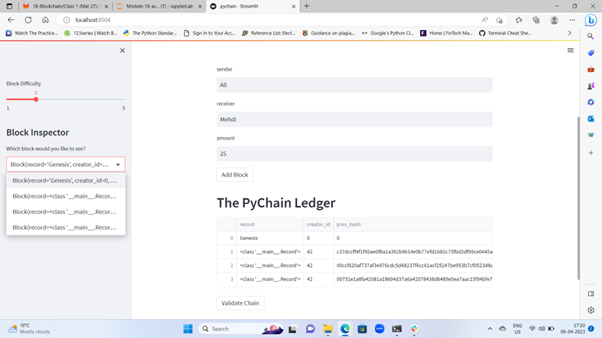 18-Blockchain/Class 1 (Mar 27)
Module-18-as... (7) - JupyterLab
pychain · Streamlit
localhost:8504
Watch The Practice...
123series | Watch B...
The Python Standar...
Sign In to Your Acc...
Reference List: Elect...
Guidance on plagia...
Google's Python Cl...
Home | FinTech Ma...
Terminal Cheat She...
Block Difficulty
2
1 5
Block Inspector
Which block would you like to see?
Block(record='Genesis', creator_id=...
Block(record='Genesis', creator_id=0, ...
Block(record=<class '__main__.Recor...
Block(record=<class '__main__.Recor...
Block(record=<class '__main__.Recor...
sender
Ali
receiver
Mehdi
amount
25
Add Block
The PyChain Ledger
record creator_id prev_hash
0 Genesis 0 0
1 <class '__main__.Record'> 42
2 <class '__main__.Record'> 42
3 <class '__main__.Record'> 42
Validate Chain
10°C
Mostly cloudy
Search
ENG
US
17:10
06-04-2023